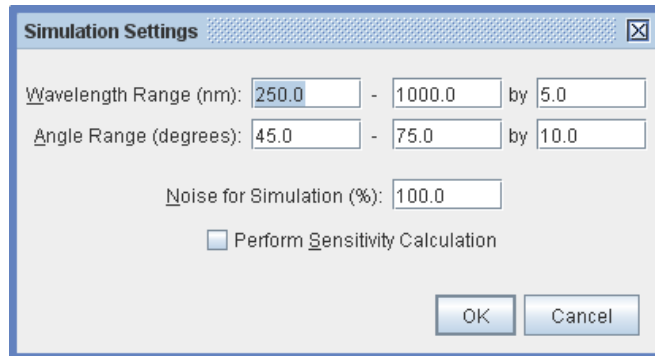 Simulation Settings
Wavelength Range (nm): 250.0 - 1000.0 by 5.0
Angle Range (degrees): 45.0 - 75.0 by 10.0
Noise for Simulation (%): 100.0
Perform Sensitivity Calculation
OK Cancel